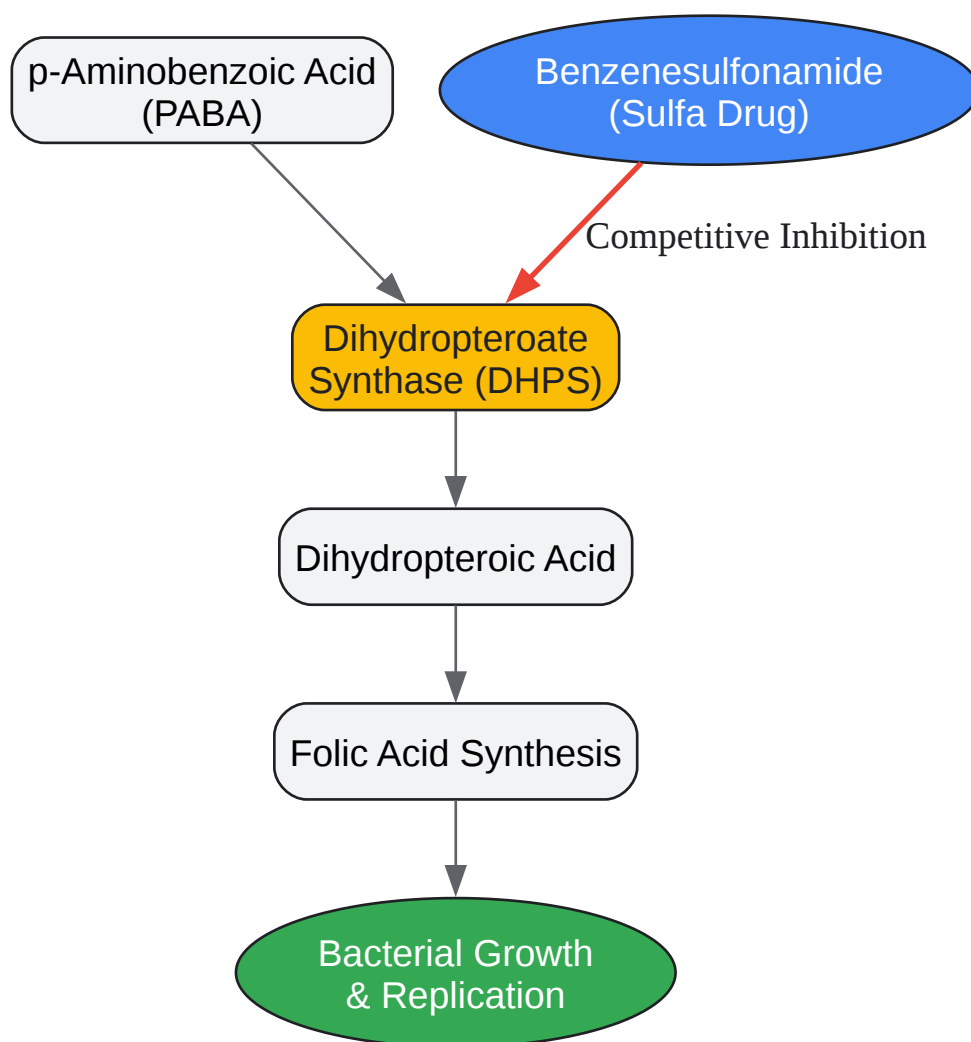 p-Aminobenzoic Acid
(PABA)
Benzenesulfonamide
(Sulfa Drug)
Competitive Inhibition
Dihydropteroate
Synthase (DHPS)
Dihydropteroic Acid
Folic Acid Synthesis
Bacterial Growth
& Replication